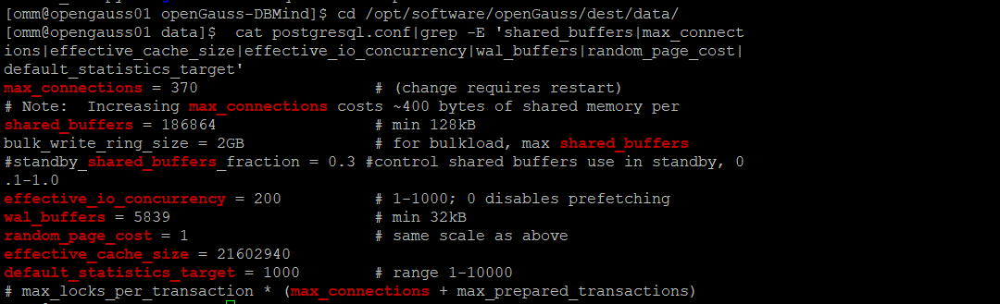 [omm@opengauss01 openGauss-DBMind]$ cd /opt/software/openGauss/dest/data/
[omm@opengauss01 data]$  cat postgresql.conf|grep -E 'shared_buffers|max_connect
ions|effective_cache_size|effective_io_concurrency|wal_buffers|random_page_cost|
default_statistics_target'
max_connections = 370                   # (change requires restart)
# Note:  Increasing max_connections costs ~400 bytes of shared memory per
shared_buffers = 186864                 # min 128kB
bulk_write_ring_size = 2GB              # for bulkload, max shared_buffers
#standby_shared_buffers_fraction = 0.3 #control shared buffers use in standby, 0
.1-1.0
effective_io_concurrency = 200          # 1-1000; 0 disables prefetching
wal_buffers = 5839                      # min 32kB
random_page_cost = 1                    # same scale as above
effective_cache_size = 21602940
default_statistics_target = 1000        # range 1-10000
# max_locks_per_transaction * (max_connections + max_prepared_transactions)